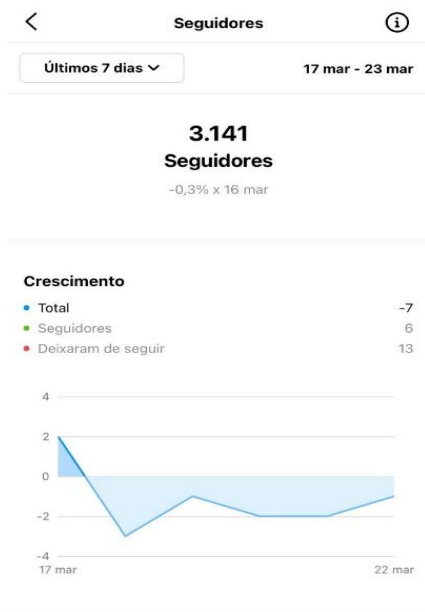 Seguidores
Últimos 7 dias
17 mar - 23 mar
3.141
Seguidores
-0,3% x 16 mar
Crescimento
Total -7
Seguidores 6
Deixaram de seguir 13
4
2
0
-2
-4
17 mar 22 mar